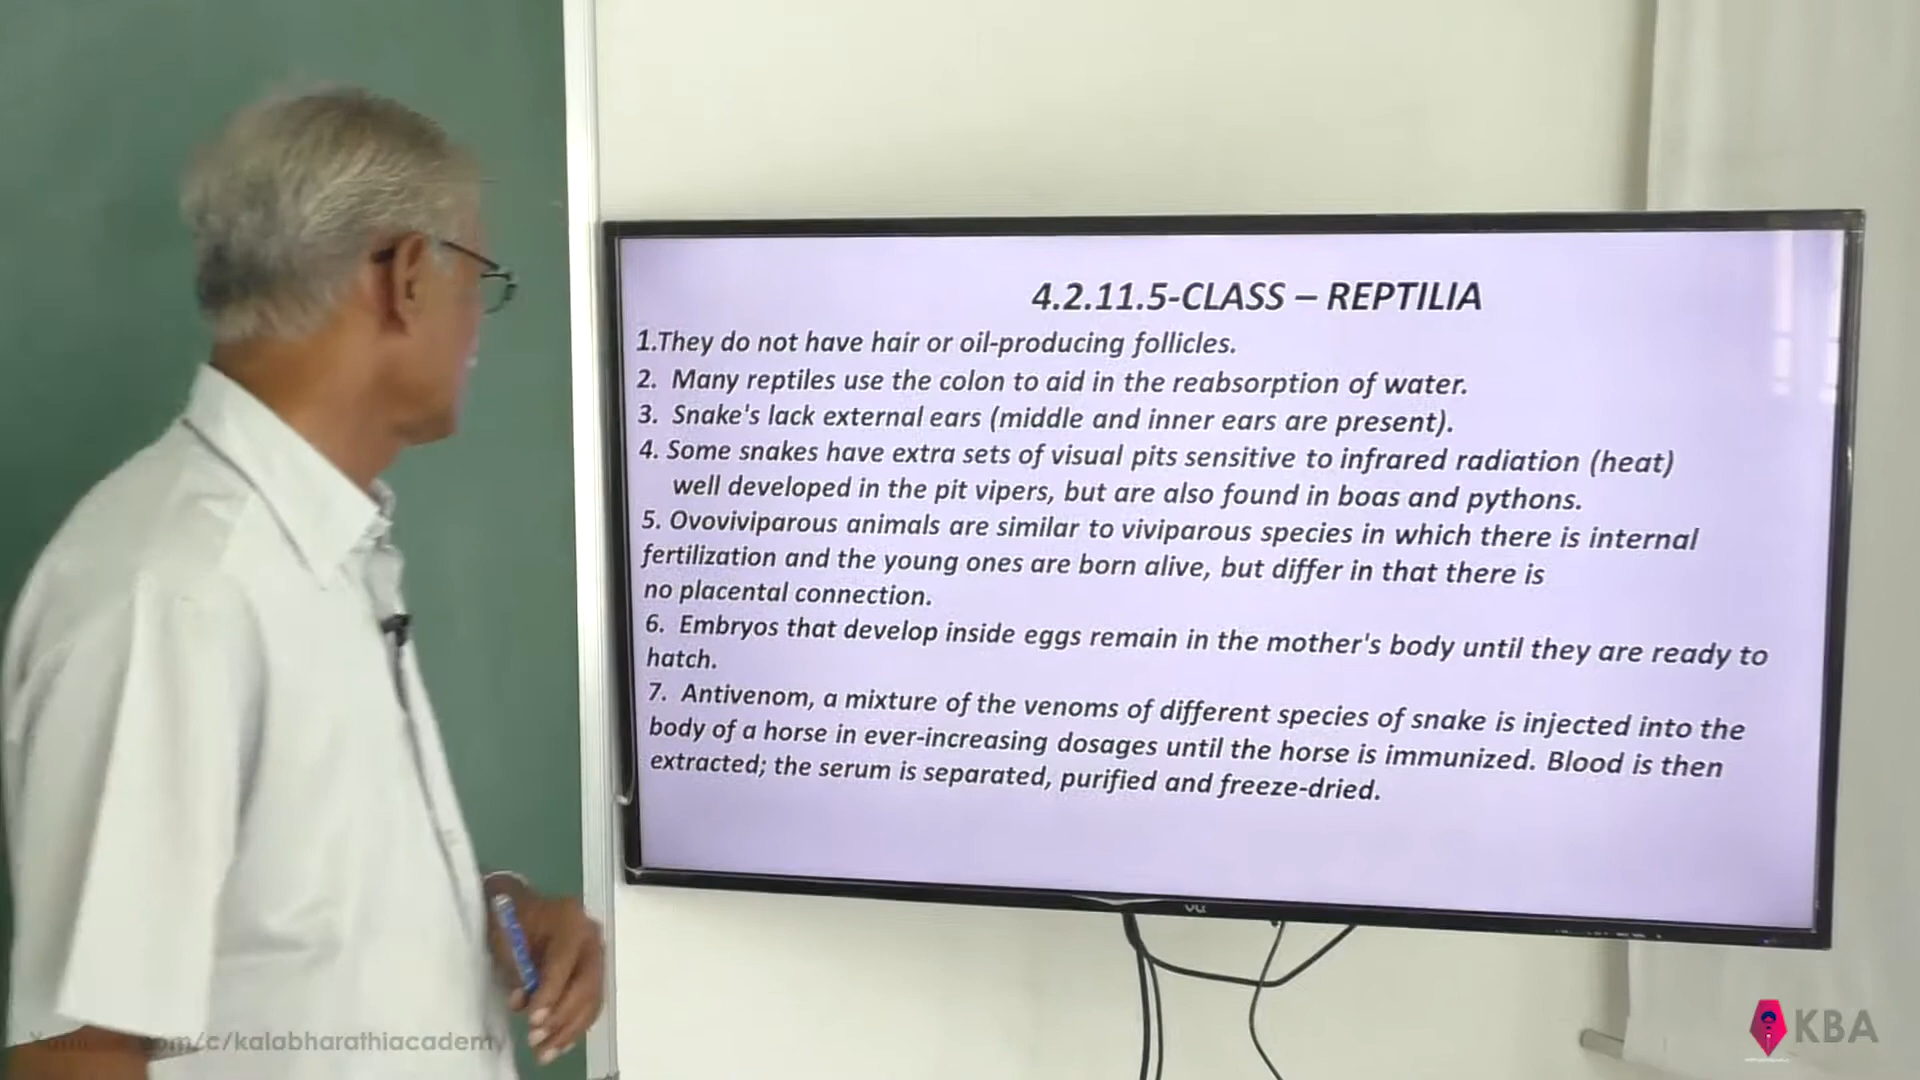 4.2.11.5-CLASS – REPTILIA
1.They do not have hair or oil-producing follicles.
2. Many reptiles use the colon to aid in the reabsorption of water.
3. Snake's lack external ears (middle and inner ears are present).
4. Some snakes have extra sets of visual pits sensitive to infrared radiation (heat)
well developed in the pit vipers, but are also found in boas and pythons.
5. Ovoviviparous animals are similar to viviparous species in which there is internal
fertilization and the young ones are born alive, but differ in that there is
no placental connection.
6. Embryos that develop inside eggs remain in the mother's body until they are ready to
hatch.
7. Antivenom, a mixture of the venoms of different species of snake is injected into the
body of a horse in ever-increasing dosages until the horse is immunized. Blood is then
extracted; the serum is separated, purified and freeze-dried.
KBA